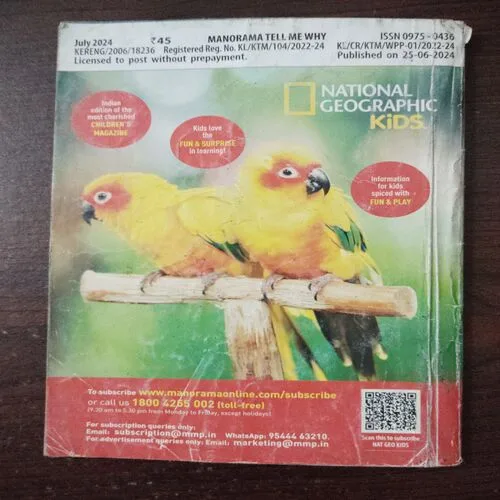 July 2024 ₹45 MANORAMA TELL ME WHY ISSN 0975-0436
KERENG/2006/18236 Registered Reg. No. KL/KTM/104/2022-24 KL/CR/KTM/WPP-01/2022-24
Licensed to post without prepayment. Published on 25-06-2024
NATIONAL
GEOGRAPHIC
KiDS
Indian
edition of the
most cherished
CHILDREN'S
MAGAZINE
Kids love
the
FUN & SURPRISE
in learning!
Information
for kids
spiced with
FUN & PLAY
To subscribe www.manoramaonline.com/subscribe
or call us 1800 4255 002 (toll-free)
(9.30 am to 5.30 pm from Monday to Friday, except holidays)
For subscription queries only:
Email: subscription@mmp.in WhatsApp: 95444 63210.
For advertisement queries only: Email: marketing@mmp.in
Scan this to subscribe
NAT GEO KIDS